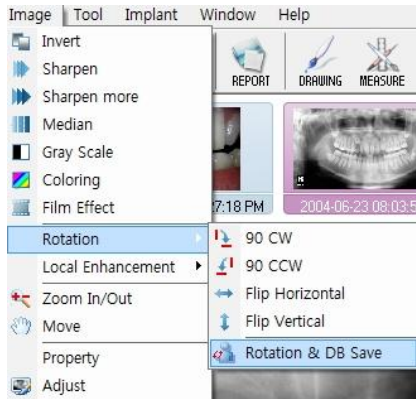 Image Tool Implant Window Help
Invert
Sharpen
Sharpen more
Median
Gray Scale
Coloring
Film Effect
Rotation
Local Enhancement
Zoom In/Out
Move
Property
Adjust
REPORT DRAWING MEASURE
7:18 PM 2004-06-23 08:03:5
90 CW
90 CCW
Flip Horizontal
Flip Vertical
Rotation & DB Save